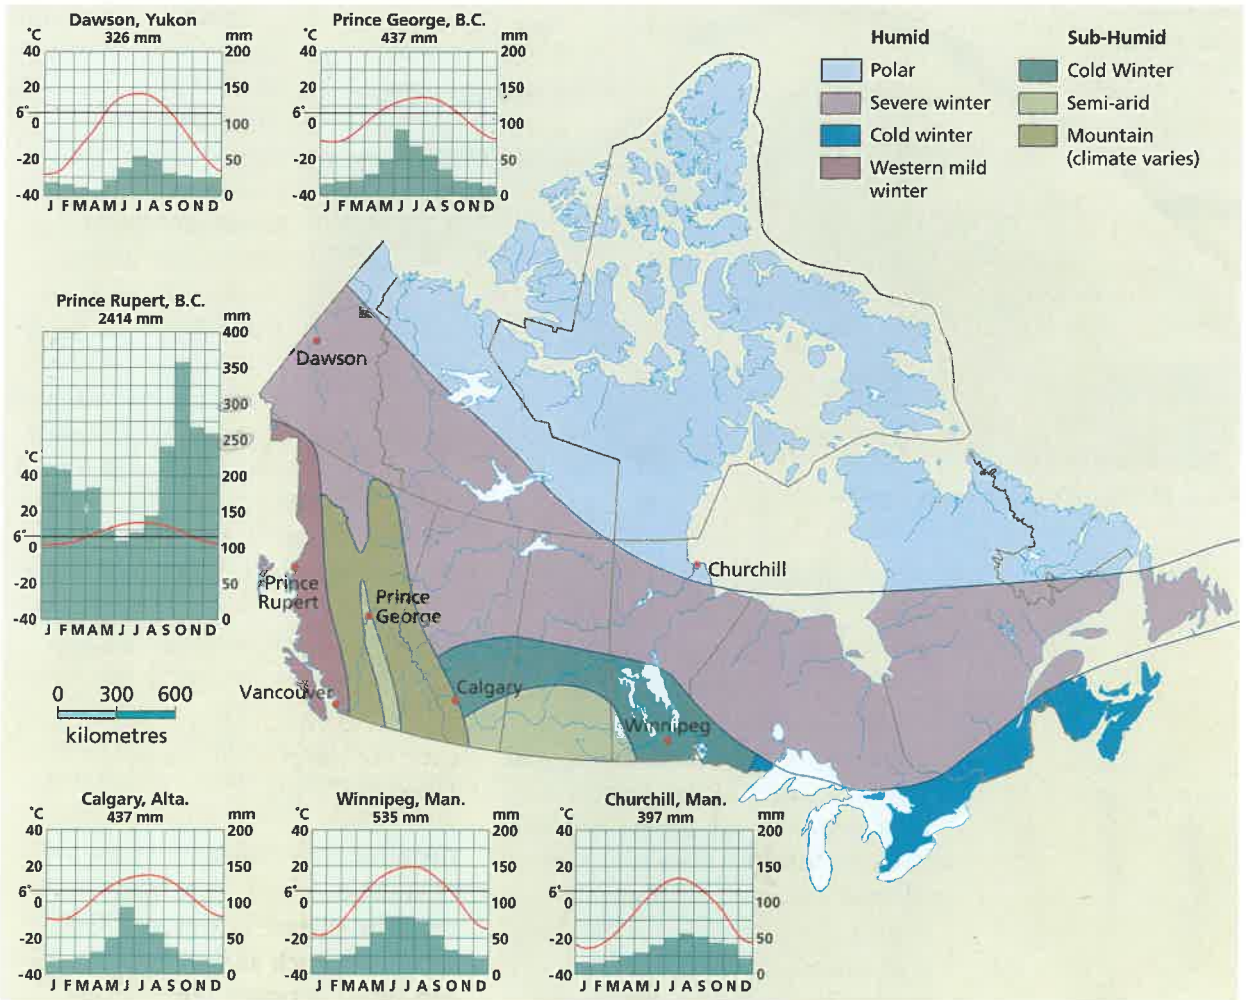 Dawson, Yukon
326 mm
°C
mm
40
20
6°
0
-20
-40
200
150
100
50
0
J F M A M J J A S O N D
Prince George, B.C.
437 mm
°C
mm
40
20
6°
0
-20
-40
200
150
100
50
0
J F M A M J J A S O N D
Humid
Polar
Severe winter
Cold winter
Western mild
winter
Sub-Humid
Cold Winter
Semi-arid
Mountain
(climate varies)
Prince Rupert, B.C.
2414 mm
400
350
300
250
200
150
100
50
0
°C
40
20
6°
0
-20
-40
J F M A M J J A S O N D
Dawson
Churchill
Prince
Rupert
Prince
George
Vancouver
Calgary
Winnipeg
0 300 600
kilometres
Calgary, Alta.
437 mm
°C
mm
40
20
6°
0
-20
-40
200
150
100
50
0
J F M A M J J A S O N D
Winnipeg, Man.
535 mm
°C
mm
40
20
6°
0
-20
-40
200
150
100
50
0
J F M A M J J A S O N D
Churchill, Man.
397 mm
°C
mm
40
20
6°
0
-20
-40
200
150
100
50
0
J F M A M J J A S O N D